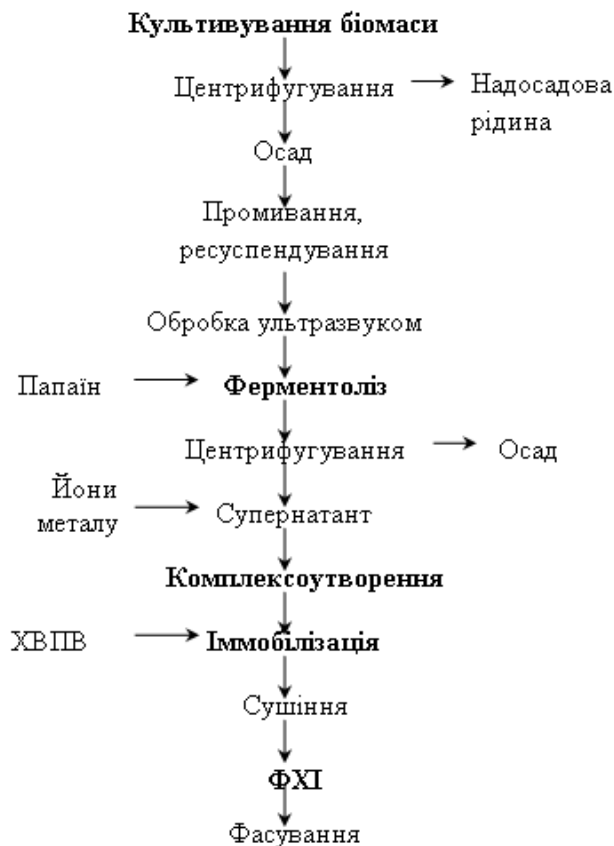 Культивування біомаси
Центрифугування
Надосадова
рідина
Осад
Промивання,
ресуспендування
Обробка ультразвуком
Папаїн
Ферментоліз
Центрифугування
Осад
Йони
металу
Супернатант
Комплексоутворення
ХВПВ
Іммобілізація
Сушіння
ФХІ
Фасування